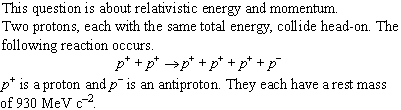 This question is about relativistic energy and momentum.
Two protons, each with the same total energy, collide head-on. The
following reaction occurs.
p⁺ + p⁺ → p⁺ + p⁺ + p⁺ + p⁻
p⁺ is a proton and p⁻ is an antiproton. They each have a rest mass
of 930 MeV c⁻².